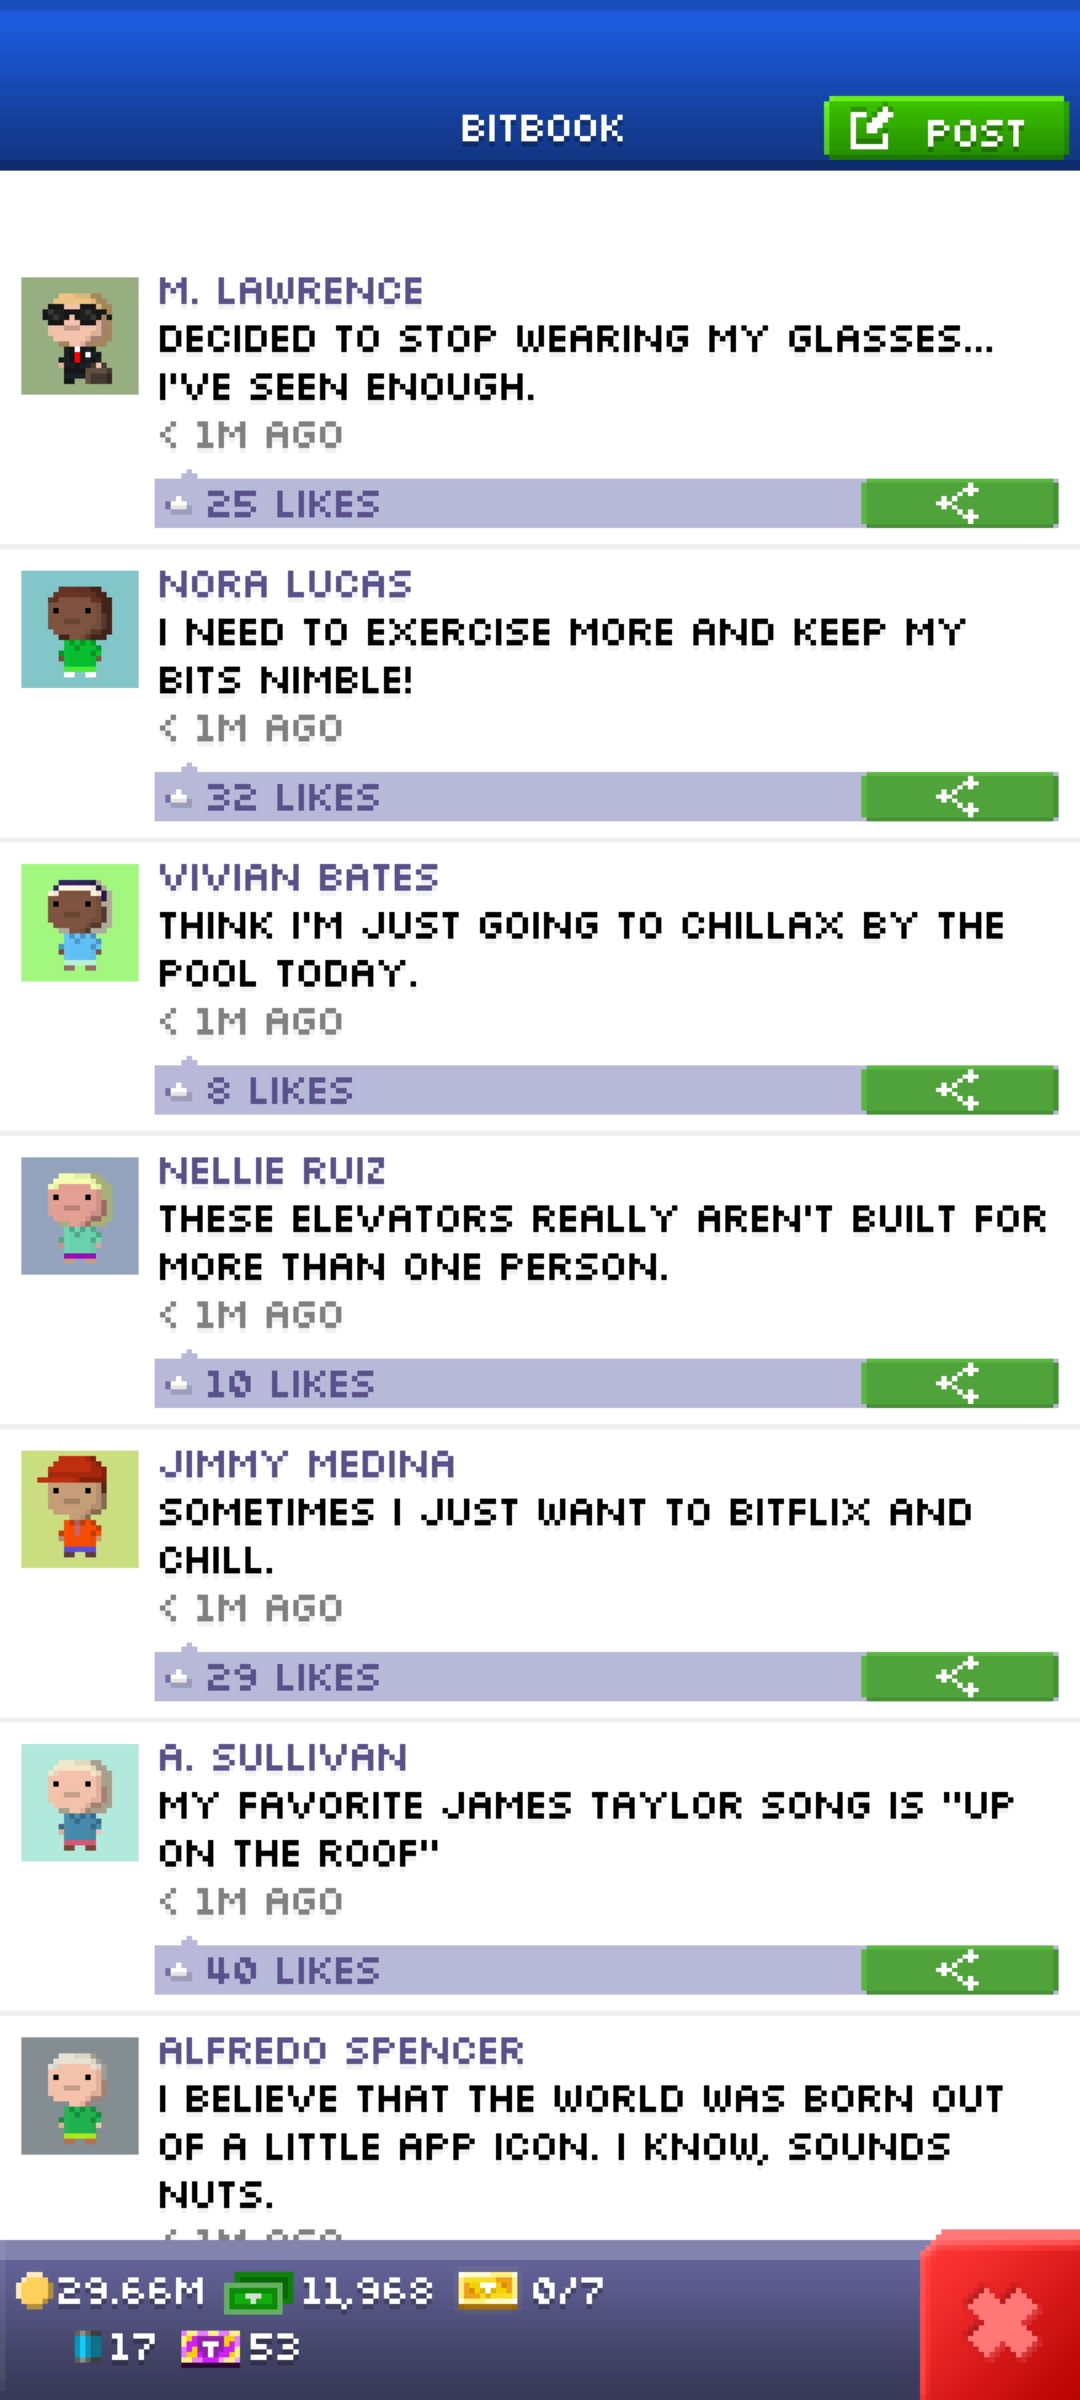 BITBOOK
POST
M. LAWRENCE
DECIDED TO STOP WEARING MY GLASSES...
I'VE SEEN ENOUGH.
< 1M AGO
25 LIKES
NORA LUCAS
I NEED TO EXERCISE MORE AND KEEP MY
BITS NIMBLE!
< 1M AGO
32 LIKES
VIVIAN BATES
THINK I'M JUST GOING TO CHILLAX BY THE
POOL TODAY.
< 1M AGO
8 LIKES
NELLIE RUIZ
THESE ELEVATORS REALLY AREN'T BUILT FOR
MORE THAN ONE PERSON.
< 1M AGO
10 LIKES
JIMMY MEDINA
SOMETIMES I JUST WANT TO BITFLIX AND
CHILL.
< 1M AGO
29 LIKES
A. SULLIVAN
MY FAVORITE JAMES TAYLOR SONG IS "UP
ON THE ROOF"
< 1M AGO
40 LIKES
ALFREDO SPENCER
I BELIEVE THAT THE WORLD WAS BORN OUT
OF A LITTLE APP ICON. I KNOW, SOUNDS
NUTS.
< 1M AGO
29.66M 11,968 0/7
17 T 53